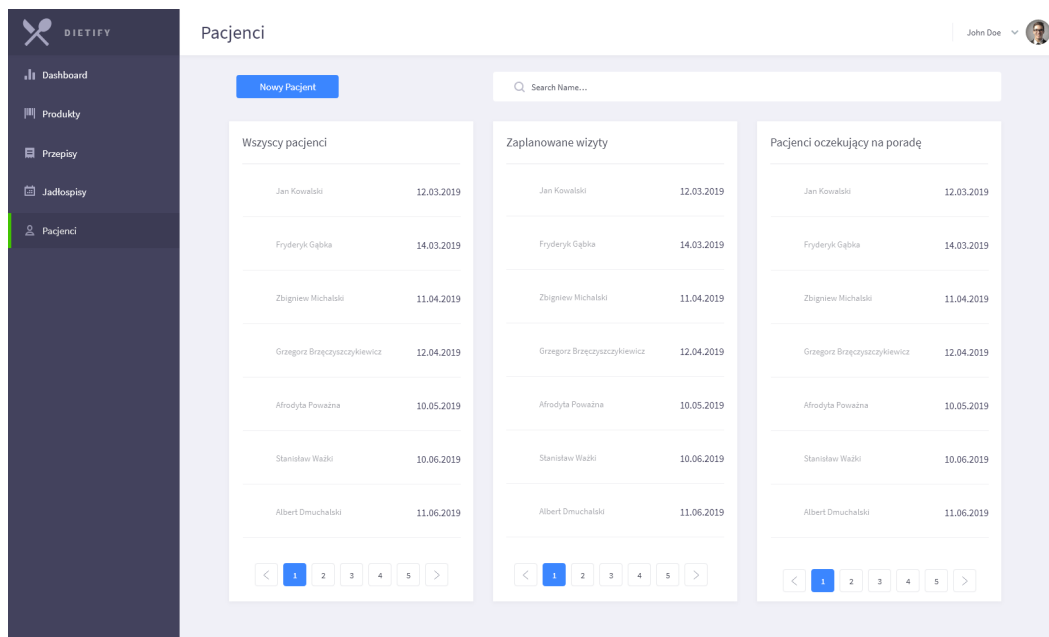 DIETIFY
Pacjenci
John Doe
Dashboard
Produkty
Przepisy
Jadłospisy
Pacjenci
Nowy Pacjent
Search Name...
Wszyscy pacjenci
Jan Kowalski 12.03.2019
Fryderyk Gąbka 14.03.2019
Zbigniew Michalski 11.04.2019
Grzegorz Brzęczyszczykiewicz 12.04.2019
Afrodyta Poważna 10.05.2019
Stanisław Ważki 10.06.2019
Albert Dmuchalski 11.06.2019
1 2 3 4 5
Zaplanowane wizyty
Jan Kowalski 12.03.2019
Fryderyk Gąbka 14.03.2019
Zbigniew Michalski 11.04.2019
Grzegorz Brzęczyszczykiewicz 12.04.2019
Afrodyta Poważna 10.05.2019
Stanisław Ważki 10.06.2019
Albert Dmuchalski 11.06.2019
1 2 3 4 5
Pacjenci oczekujący na poradę
Jan Kowalski 12.03.2019
Fryderyk Gąbka 14.03.2019
Zbigniew Michalski 11.04.2019
Grzegorz Brzęczyszczykiewicz 12.04.2019
Afrodyta Poważna 10.05.2019
Stanisław Ważki 10.06.2019
Albert Dmuchalski 11.06.2019
1 2 3 4 5